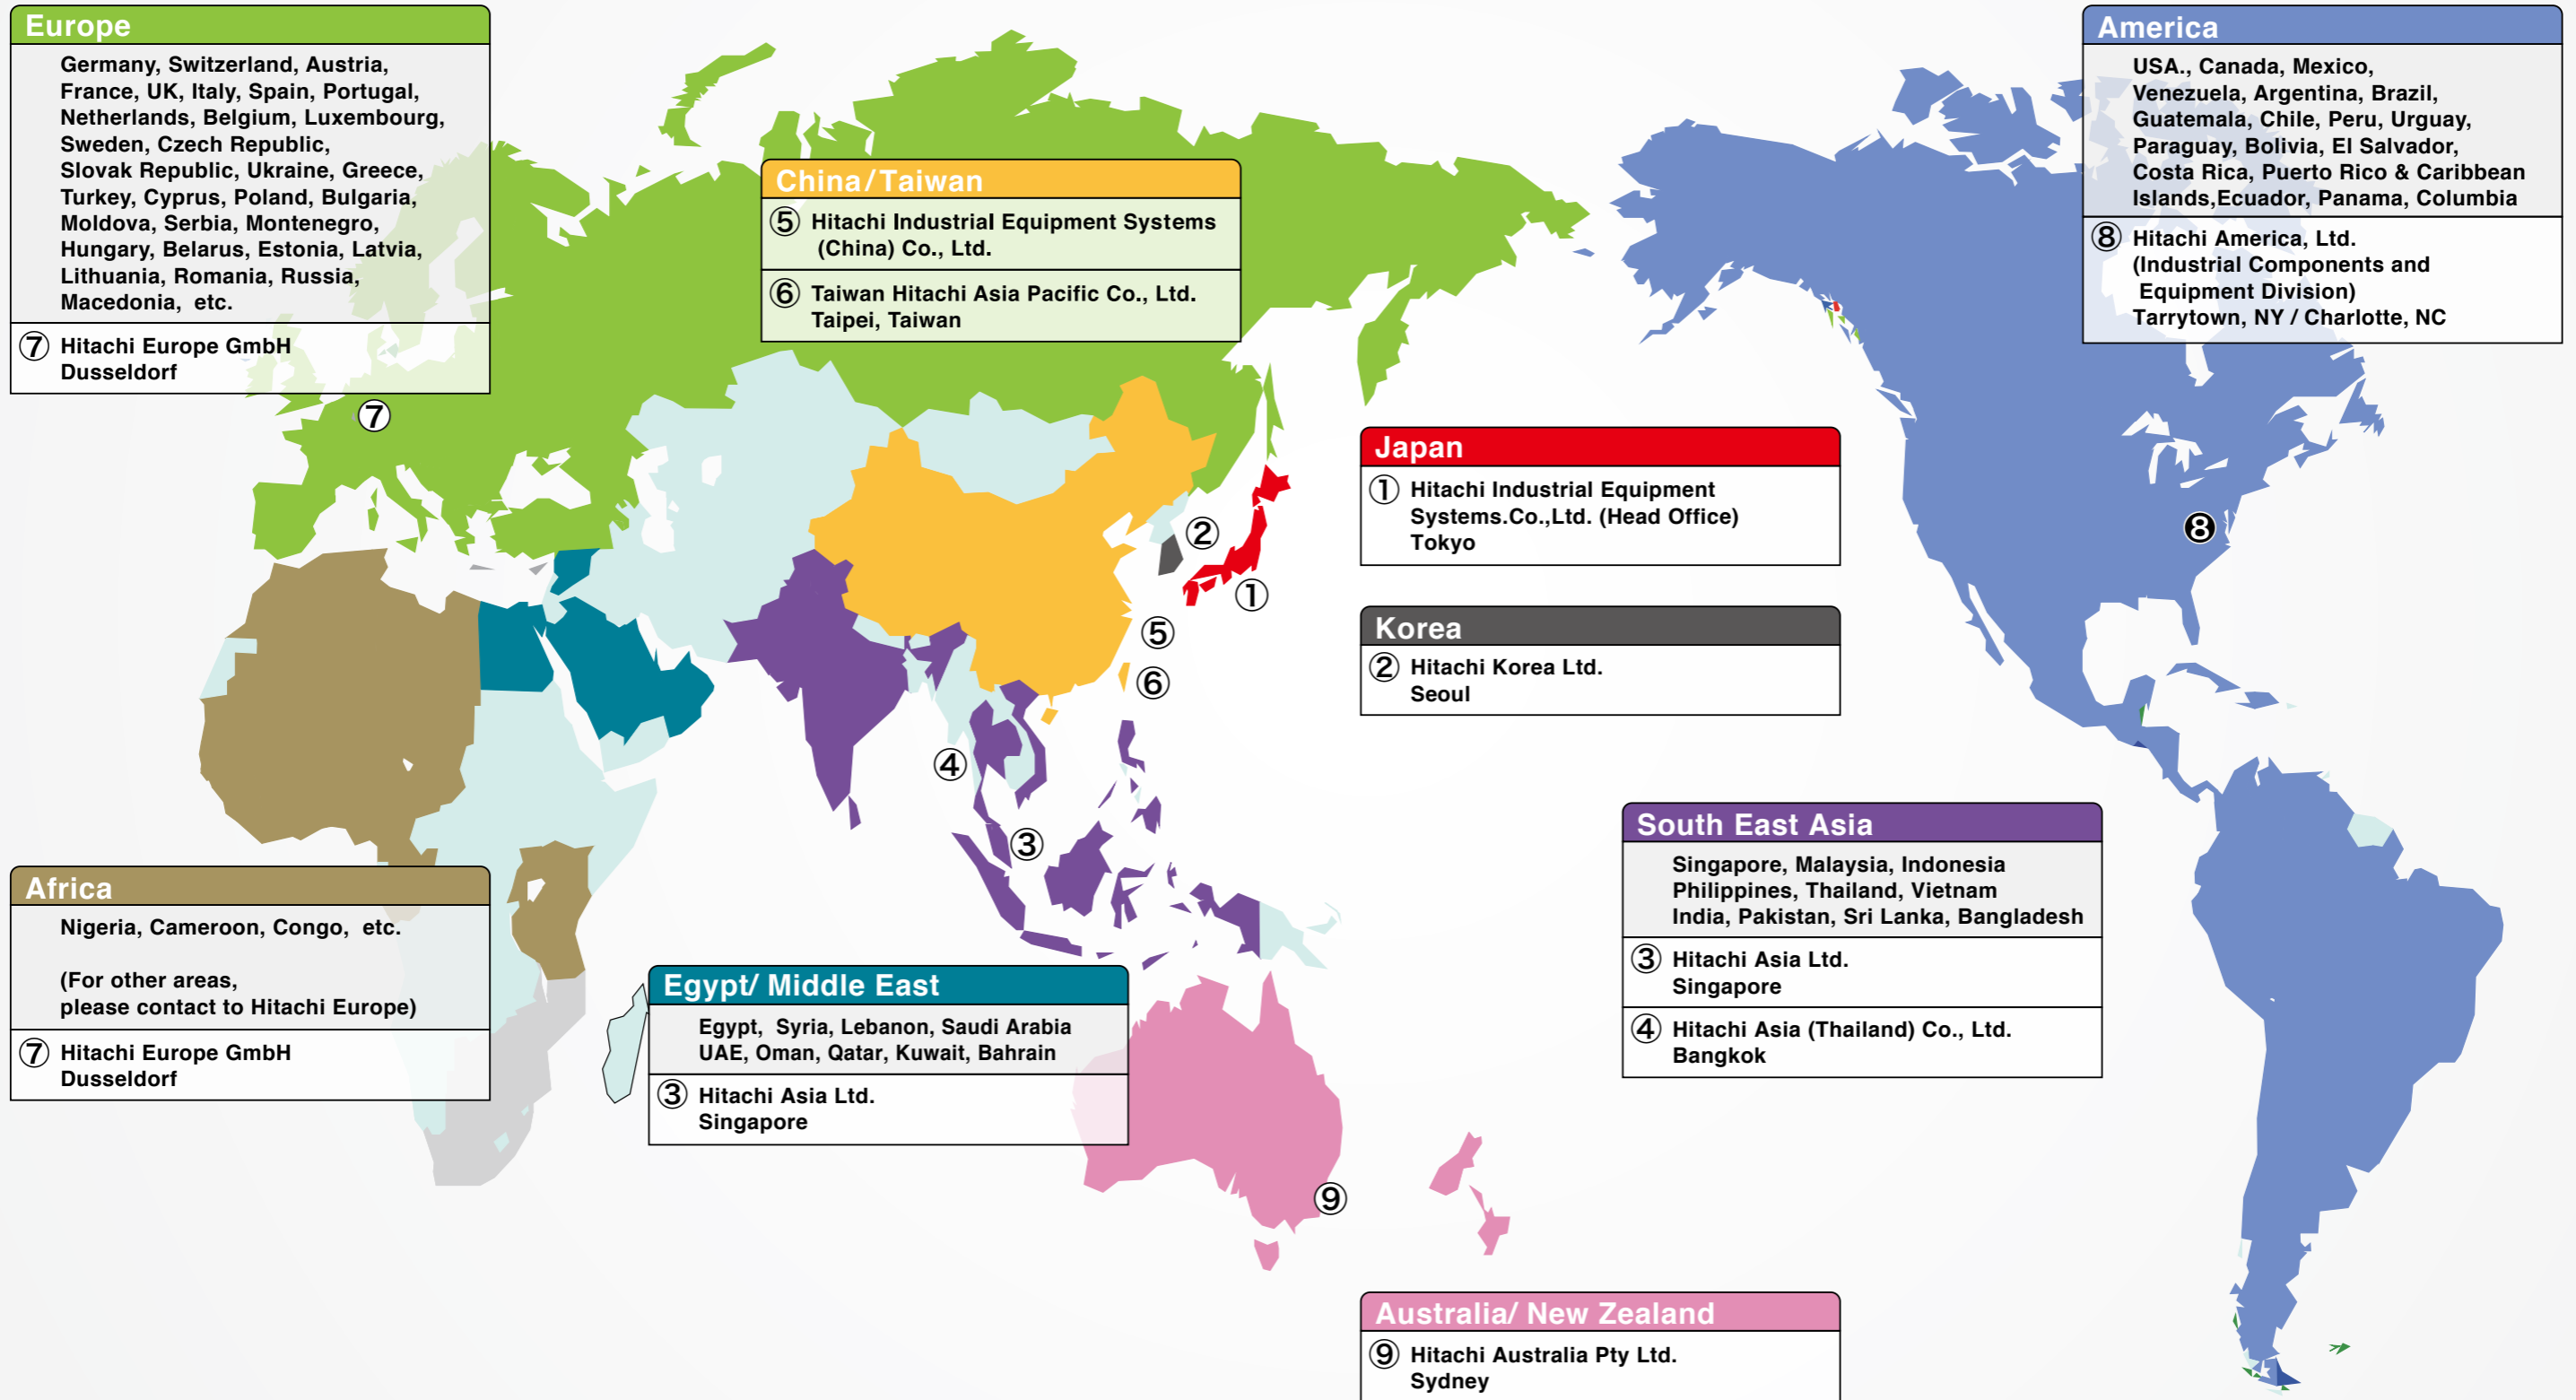 Europe
Germany, Switzerland, Austria,
France, UK, Italy, Spain, Portugal,
Netherlands, Belgium, Luxembourg,
Sweden, Czech Republic,
Slovak Republic, Ukraine, Greece,
Turkey, Cyprus, Poland, Bulgaria,
Moldova, Serbia, Montenegro,
Hungary, Belarus, Estonia, Latvia,
Lithuania, Romania, Russia,
Macedonia, etc.
⑦ Hitachi Europe GmbH
Dusseldorf
⑦
China/Taiwan
⑤ Hitachi Industrial Equipment Systems
(China) Co., Ltd.
⑥ Taiwan Hitachi Asia Pacific Co., Ltd.
Taipei, Taiwan
America
USA., Canada, Mexico,
Venezuela, Argentina, Brazil,
Guatemala, Chile, Peru, Urguay,
Paraguay, Bolivia, El Salvador,
Costa Rica, Puerto Rico & Caribbean
Islands,Ecuador, Panama, Columbia
⑧ Hitachi America, Ltd.
(Industrial Components and
Equipment Division)
Tarrytown, NY / Charlotte, NC
Japan
① Hitachi Industrial Equipment
Systems.Co.,Ltd. (Head Office)
Tokyo
②
❽
①
Korea
② Hitachi Korea Ltd.
Seoul
⑤
⑥
④
③
South East Asia
Singapore, Malaysia, Indonesia
Philippines, Thailand, Vietnam
India, Pakistan, Sri Lanka, Bangladesh
③ Hitachi Asia Ltd.
Singapore
④ Hitachi Asia (Thailand) Co., Ltd.
Bangkok
Africa
Nigeria, Cameroon, Congo, etc.
(For other areas,
please contact to Hitachi Europe)
⑦ Hitachi Europe GmbH
Dusseldorf
Egypt/ Middle East
Egypt, Syria, Lebanon, Saudi Arabia
UAE, Oman, Qatar, Kuwait, Bahrain
③ Hitachi Asia Ltd.
Singapore
⑨
Australia/ New Zealand
⑨ Hitachi Australia Pty Ltd.
Sydney